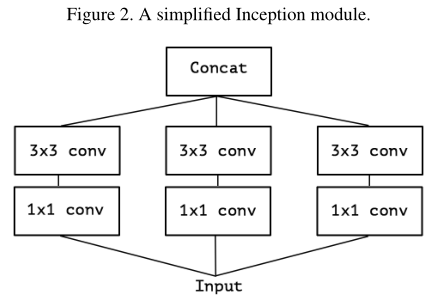 Figure 2. A simplified Inception module.
Concat
3x3 conv 3x3 conv 3x3 conv
1x1 conv 1x1 conv 1x1 conv
Input